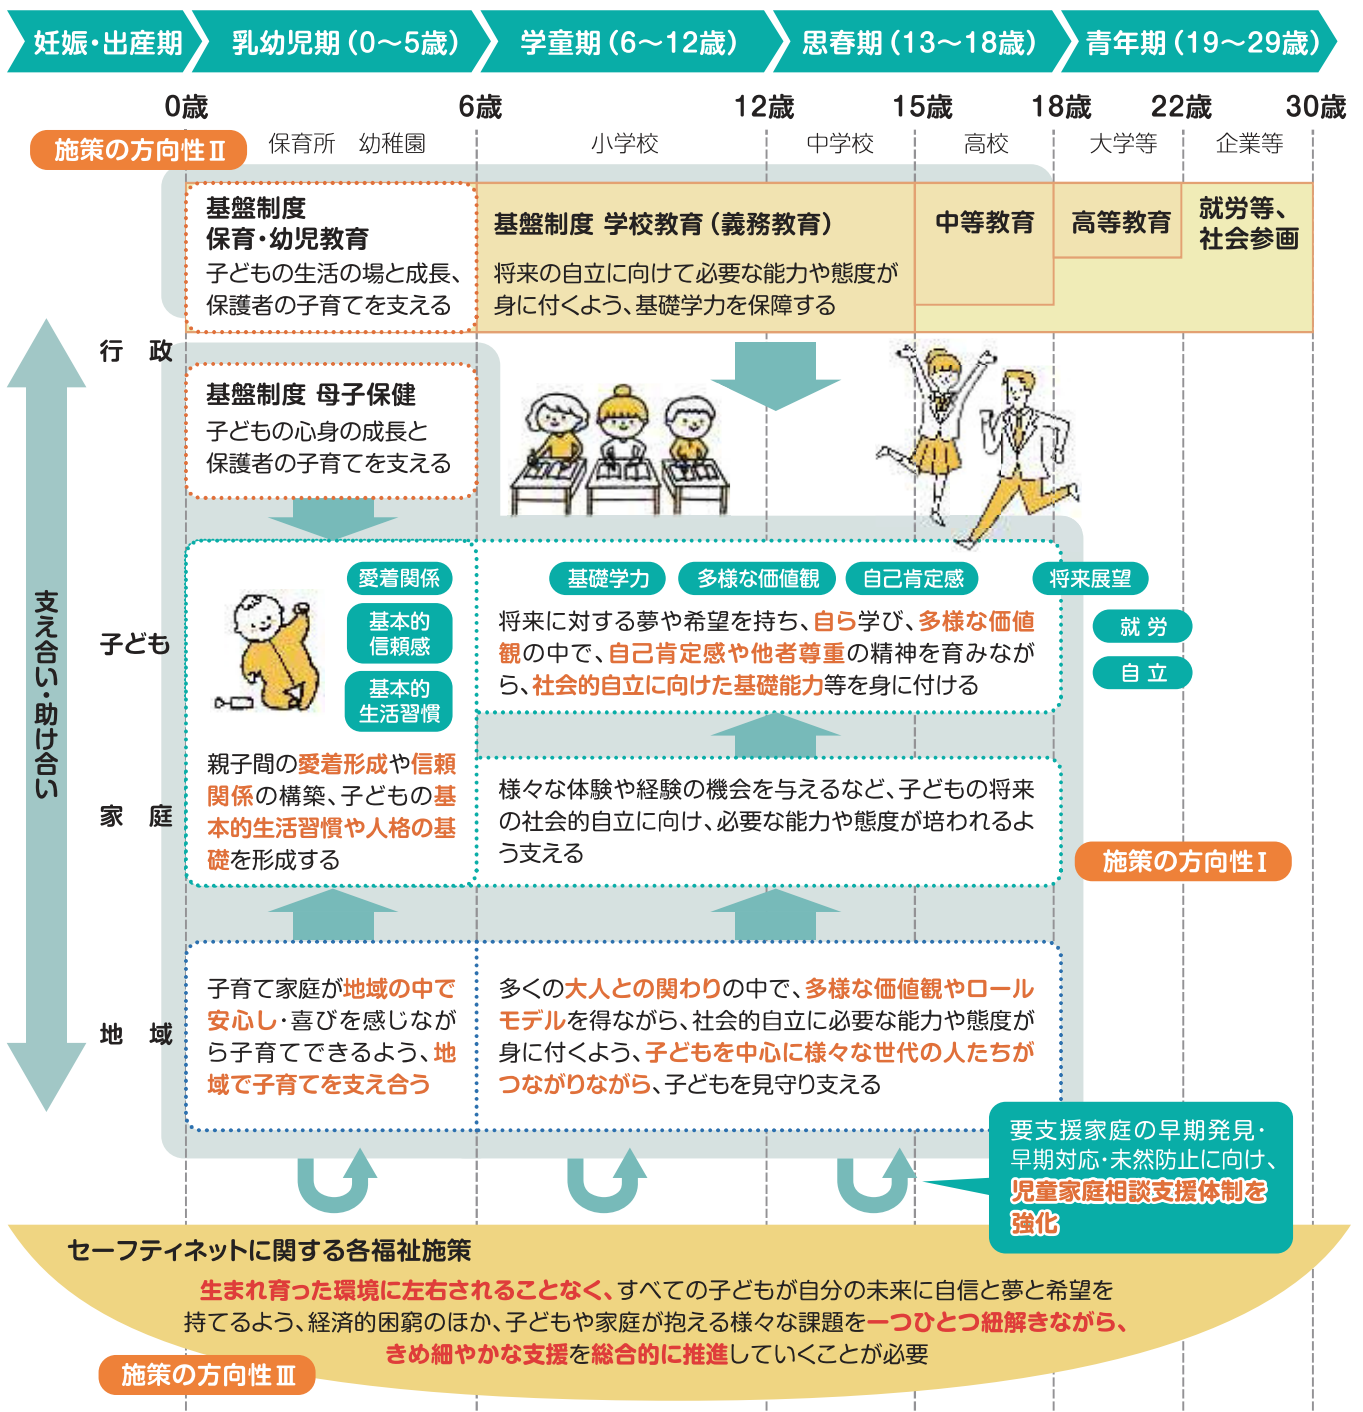 妊娠・出産期
乳幼児期（0～5歳）
学童期（6～12歳）
思春期（13～18歳）
青年期（19～29歳）
0歳
6歳
12歳
15歳
18歳
22歳
30歳
施策の方向性Ⅱ
保育所　幼稚園
小学校
中学校
高校
大学等
企業等
基盤制度
保育・幼児教育
子どもの生活の場と成長、
保護者の子育てを支える
基盤制度 学校教育（義務教育）
将来の自立に向けて必要な能力や態度が
身に付くよう、基礎学力を保障する
中等教育
高等教育
就労等、
社会参画
行　政
基盤制度 母子保健
子どもの心身の成長と
保護者の子育てを支える
支え合い・助け合い
子ども
愛着関係
基本的
信頼感
基本的
生活習慣
基礎学力
多様な価値観
自己肯定感
将来展望
就 労
自 立
将来に対する夢や希望を持ち、自ら学び、多様な価値
観の中で、自己肯定感や他者尊重の精神を育みなが
ら、社会的自立に向けた基礎能力等を身に付ける
親子間の愛着形成や信頼
関係の構築、子どもの基
本的生活習慣や人格の基
礎を形成する
家　庭
様々な体験や経験の機会を与えるなど、子どもの将来
の社会的自立に向け、必要な能力や態度が培われるよ
う支える
施策の方向性Ⅰ
地　域
子育て家庭が地域の中で
安心し・喜びを感じなが
ら子育てできるよう、地
域で子育てを支え合う
多くの大人との関わりの中で、多様な価値観やロール
モデルを得ながら、社会的自立に必要な能力や態度が
身に付くよう、子どもを中心に様々な世代の人たちが
つながりながら、子どもを見守り支える
要支援家庭の早期発見・
早期対応・未然防止に向け、
児童家庭相談支援体制を
強化
セーフティネットに関する各福祉施策
生まれ育った環境に左右されることなく、すべての子どもが自分の未来に自信と夢と希望を
持てるよう、経済的困窮のほか、子どもや家庭が抱える様々な課題を一つひとつ紐解きながら、
きめ細やかな支援を総合的に推進していくことが必要
施策の方向性Ⅲ